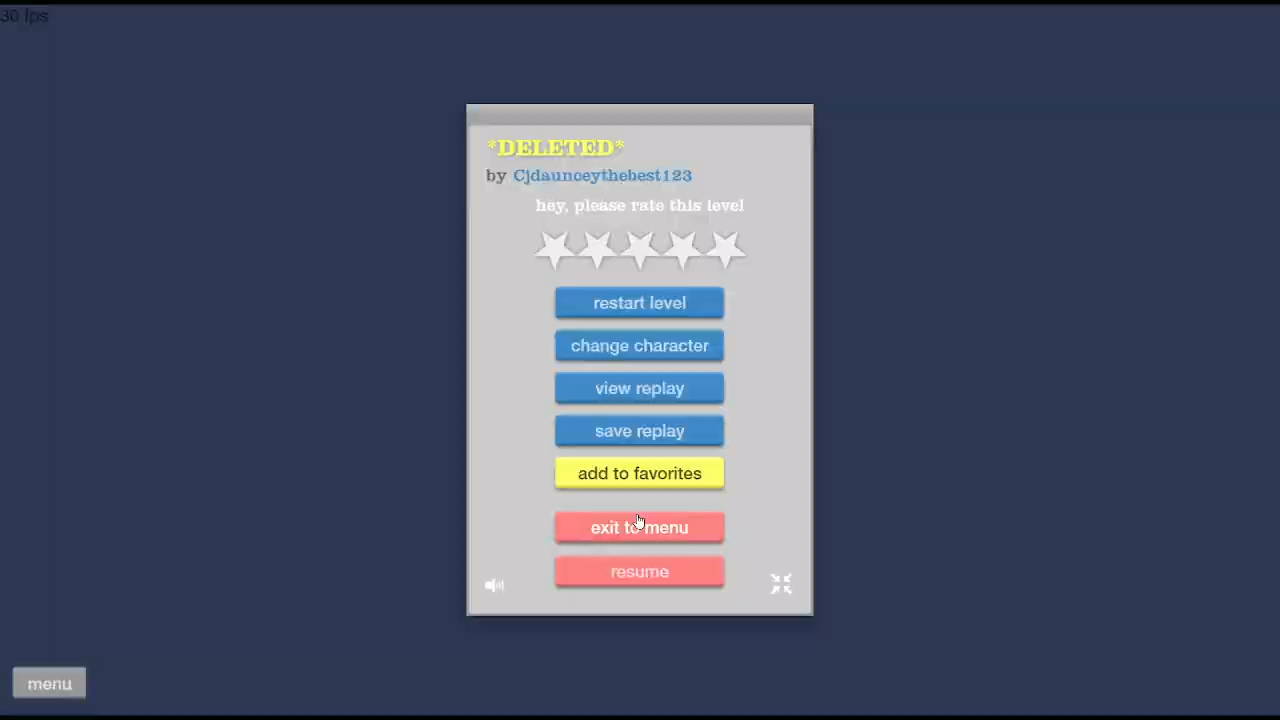 30 fps
*DELETED*
by Cjdaunceythebest123
hey, please rate this level
restart level
change character
view replay
save replay
add to favorites
exit to menu
resume
menu